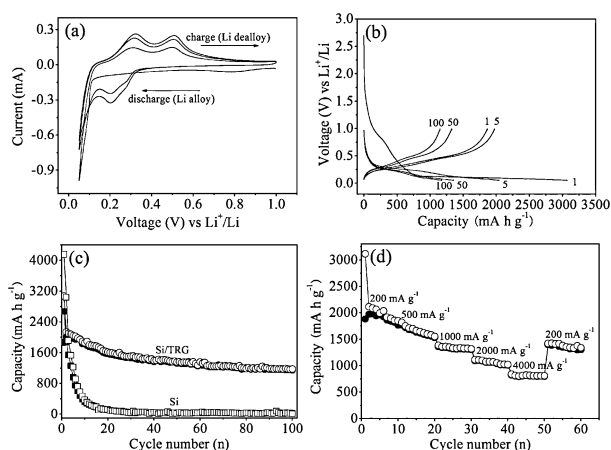 (a)
charge (Li dealloy)
discharge (Li alloy)
Current (mA)
0.3
0.0
-0.3
-0.6
-0.9
0.0 0.2 0.4 0.6 0.8 1.0
Voltage (V) vs Li⁺/Li
(b)
Voltage (V) vs Li⁺/Li
3.0
2.5
2.0
1.5
1.0
0.5
0.0
100 50 1 5
100 50 5 1
0 500 1000 1500 2000 2500 3000 3500
Capacity (mA h g⁻¹)
(c)
Capacity (mA h g⁻¹)
4000
3200
2400
1600
800
0
Si/TRG
Si
0 20 40 60 80 100
Cycle number (n)
(d)
Capacity (mA h g⁻¹)
3000
2500
2000
1500
1000
500
0
200 mA g⁻¹
500 mA g⁻¹
1000 mA g⁻¹
2000 mA g⁻¹
4000 mA g⁻¹
200 mA g⁻¹
0 10 20 30 40 50 60
Cycle number (n)